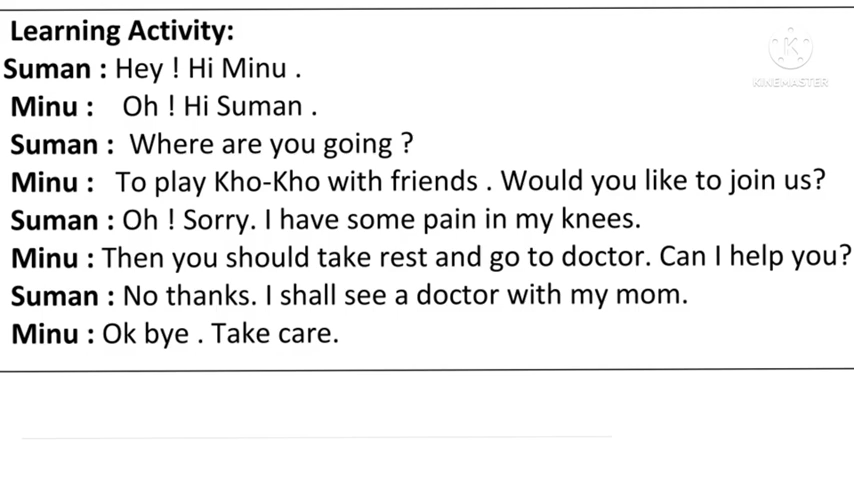 Learning Activity:
Suman : Hey ! Hi Minu .
Minu : Oh ! Hi Suman .
Suman : Where are you going ?
Minu : To play Kho-Kho with friends . Would you like to join us?
Suman : Oh ! Sorry. I have some pain in my knees.
Minu : Then you should take rest and go to doctor. Can I help you?
Suman : No thanks. I shall see a doctor with my mom.
Minu : Ok bye . Take care.
K
KINEMASTER